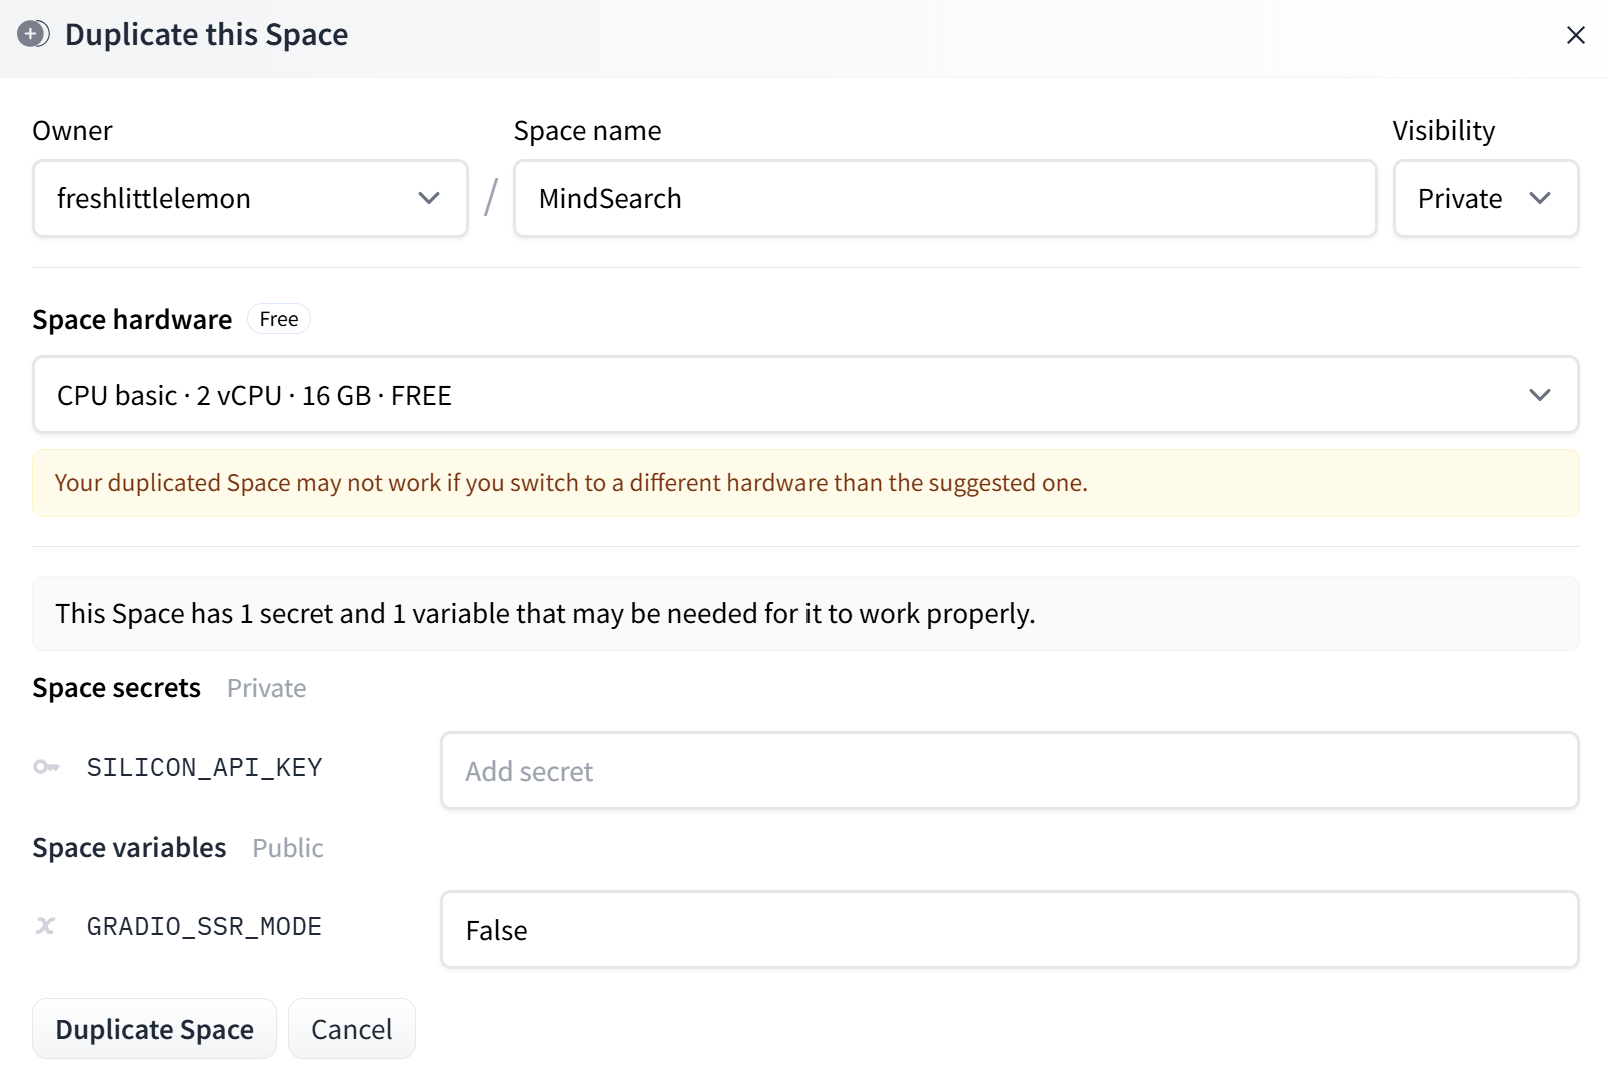 Duplicate this Space
Owner
Space name
Visibility
freshlittlelemon
/
MindSearch
Private
Space hardware
Free
CPU basic · 2 vCPU · 16 GB · FREE
Your duplicated Space may not work if you switch to a different hardware than the suggested one.
This Space has 1 secret and 1 variable that may be needed for it to work properly.
Space secrets
Private
SILICON_API_KEY
Add secret
Space variables
Public
GRADIO_SSR_MODE
False
Duplicate Space
Cancel